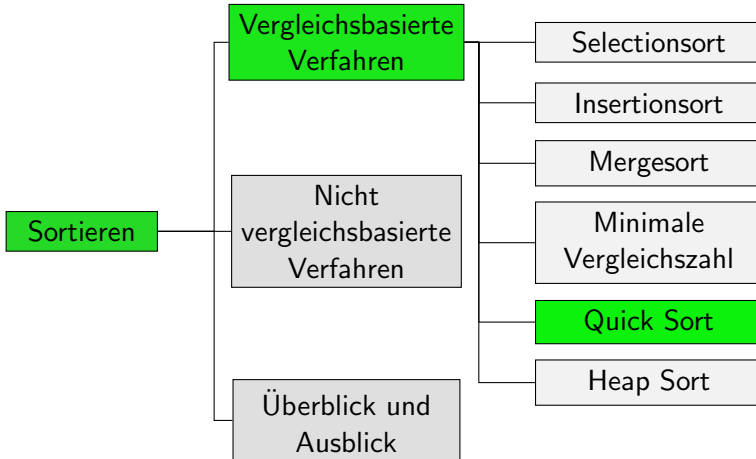 Sortieren
Vergleichsbasierte
Verfahren
Nicht
vergleichsbasierte
Verfahren
Überblick und
Ausblick
Selectionsort
Insertionsort
Mergesort
Minimale
Vergleichszahl
Quick Sort
Heap Sort